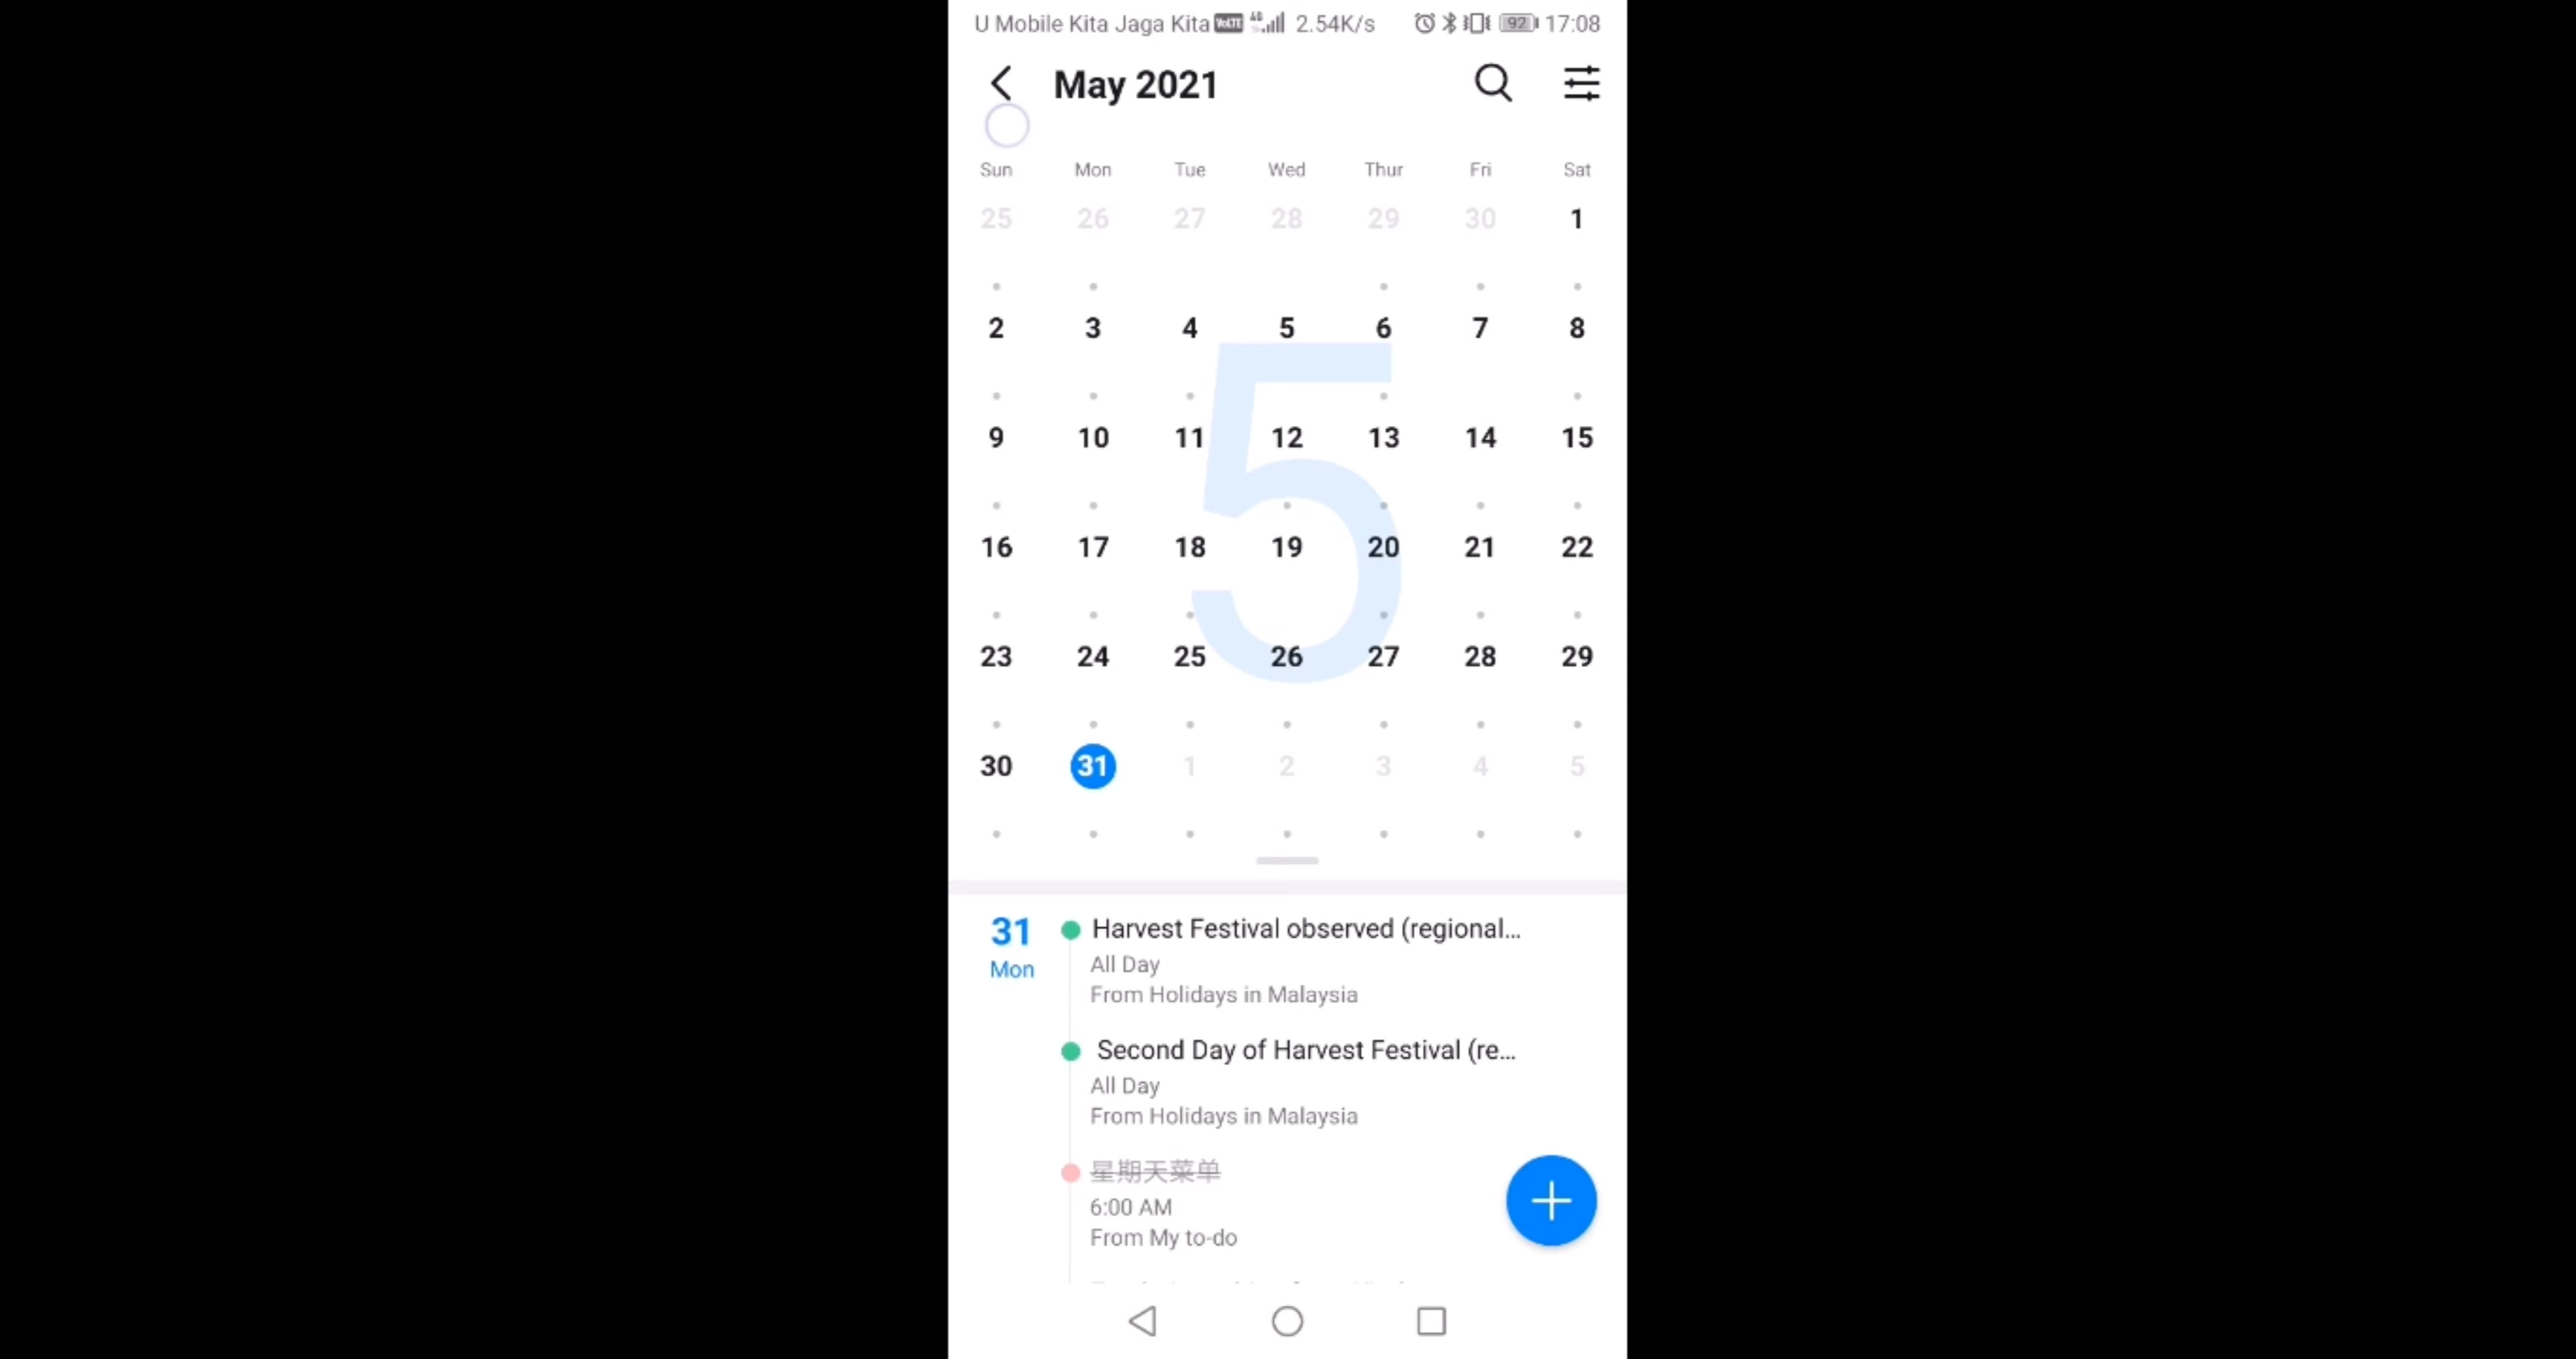 U Mobile Kita Jaga Kita VoLTE 4G 2.54K/s 92 17:08
May 2021
Sun Mon Tue Wed Thur Fri Sat
25 26 27 28 29 30 1
2 3 4 5 6 7 8
5
9 10 11 12 13 14 15
16 17 18 19 20 21 22
23 24 25 26 27 28 29
30 31 1 2 3 4 5
31 Harvest Festival observed (regional...
Mon All Day
From Holidays in Malaysia
Second Day of Harvest Festival (re...
All Day
From Holidays in Malaysia
星期天菜单
6:00 AM
From My to-do